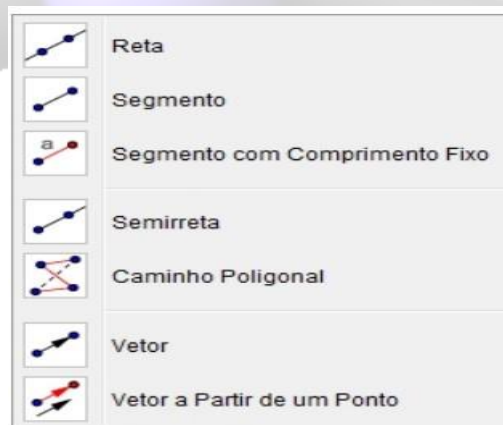 Reta
Segmento
a
Segmento com Comprimento Fixo
Semirreta
Caminho Poligonal
Vetor
Vetor a Partir de um Ponto